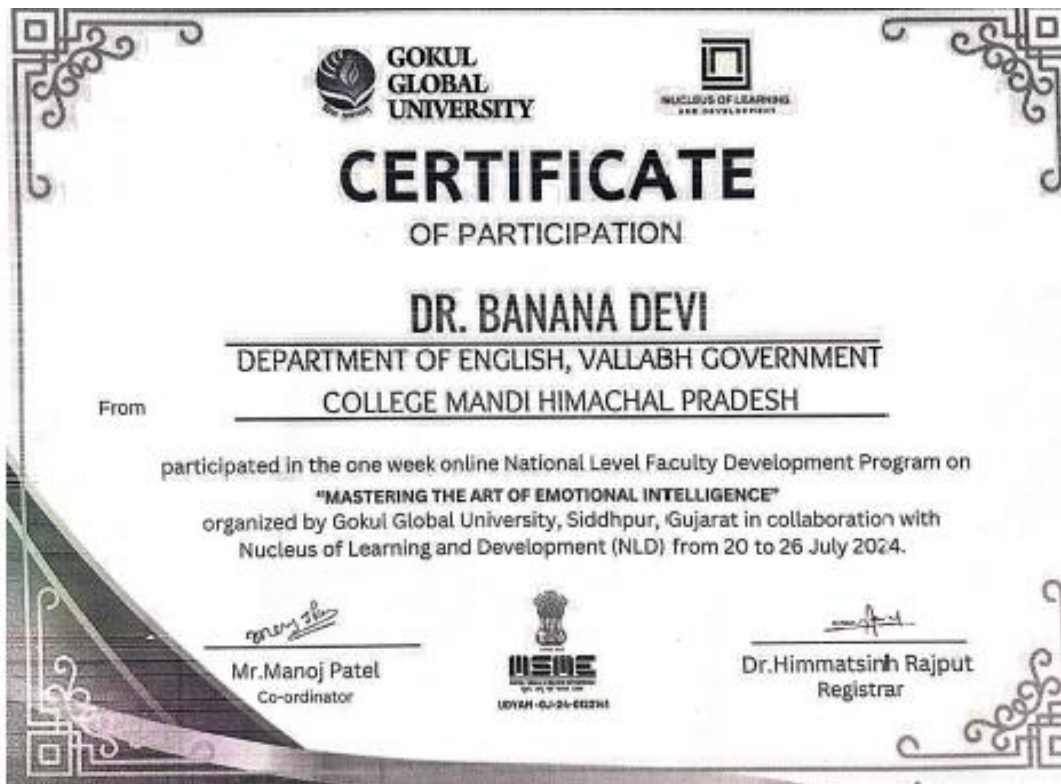 GOKUL
GLOBAL
UNIVERSITY
NUCLEUS OF LEARNING
AND DEVELOPMENT
CERTIFICATE
OF PARTICIPATION
DR. BANANA DEVI
DEPARTMENT OF ENGLISH, VALLABH GOVERNMENT
From COLLEGE MANDI HIMACHAL PRADESH
participated in the one week online National Level Faculty Development Program on
"MASTERING THE ART OF EMOTIONAL INTELLIGENCE"
organized by Gokul Global University, Siddhpur, Gujarat in collaboration with
Nucleus of Learning and Development (NLD) from 20 to 26 July 2024.
Mr.Manoj Patel
Co-ordinator
MSME
Dr.Himmatsinh Rajput
Registrar